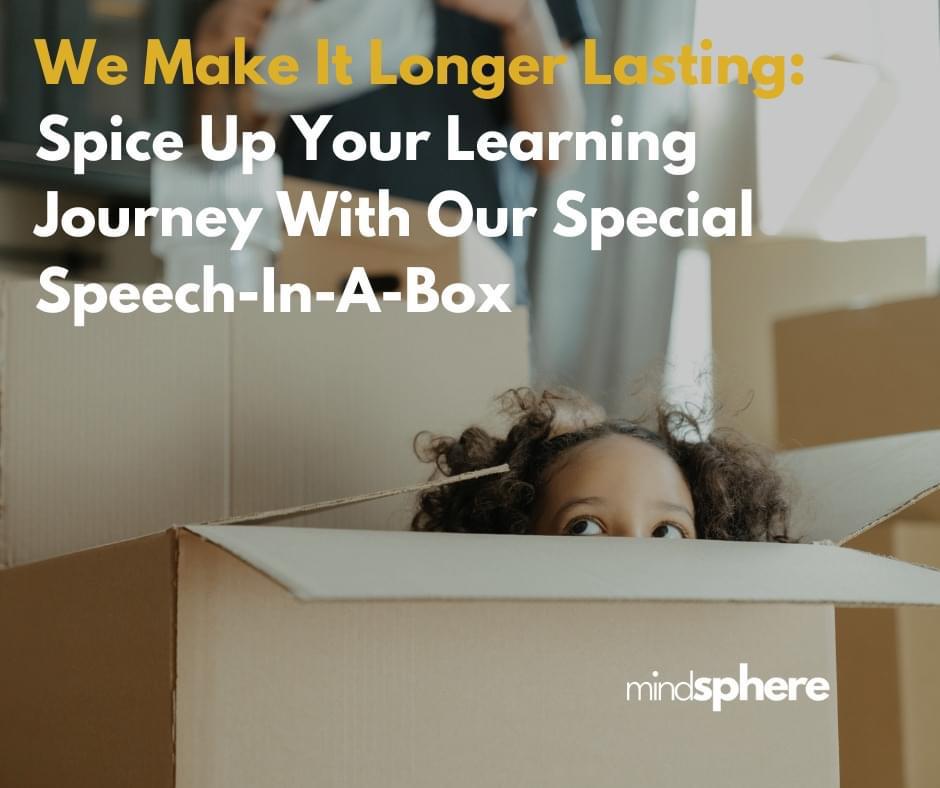 We Make It Longer Lasting:
Spice Up Your Learning
Journey With Our Special
Speech-In-A-Box
mindsphere